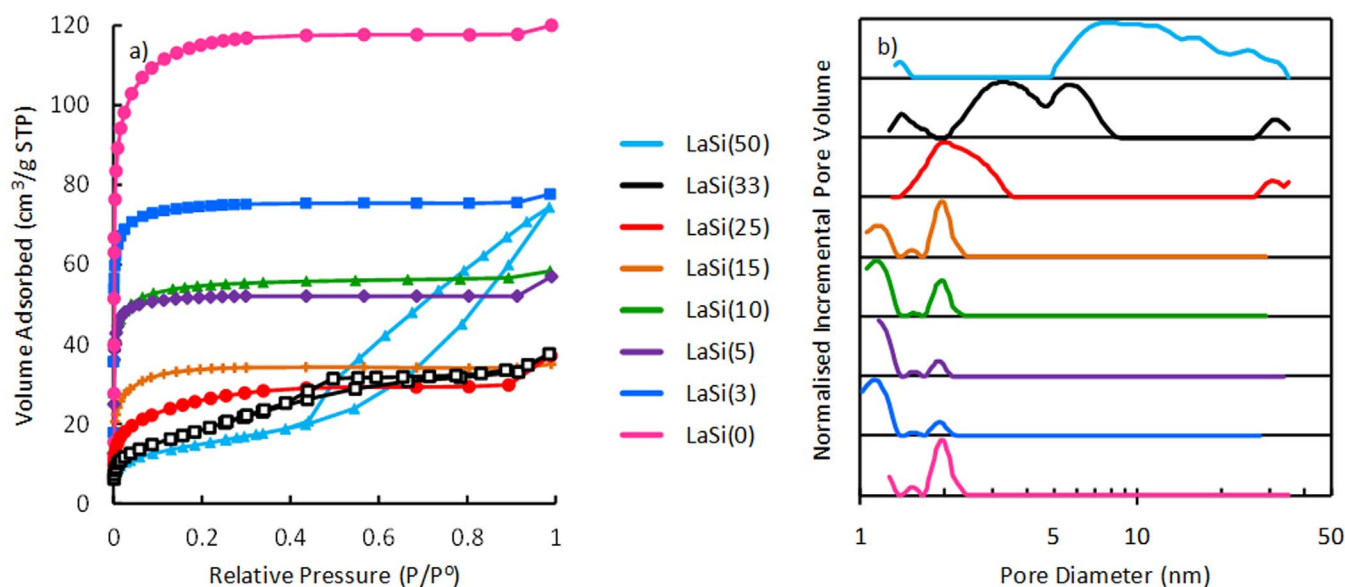 a)
Volume Adsorbed (cm³/g STP)
120
100
80
60
40
20
0
0
0.2
0.4
0.6
0.8
1
Relative Pressure (P/Pº)
LaSi(50)
LaSi(33)
LaSi(25)
LaSi(15)
LaSi(10)
LaSi(5)
LaSi(3)
LaSi(0)
b)
Normalised Incremental Pore Volume
1
5
10
50
Pore Diameter (nm)